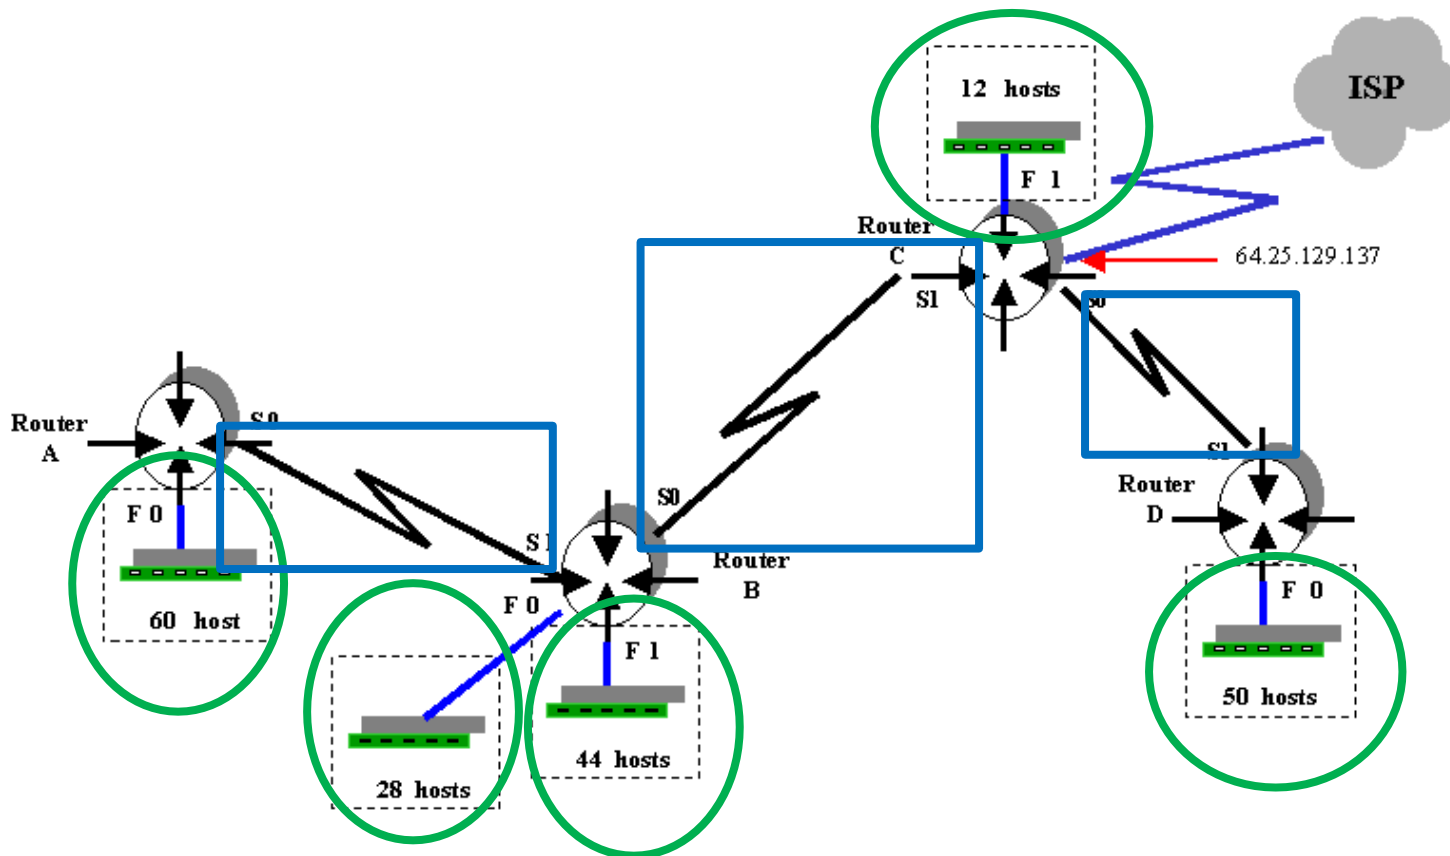 12 hosts
ISP
F 1
Router
C
64.25.129.137
S1
S0
S0
Router
A
S0
S1
Router
D
F 0
S1
Router
B
F 0
F 0
60 host
F 1
50 hosts
44 hosts
28 hosts